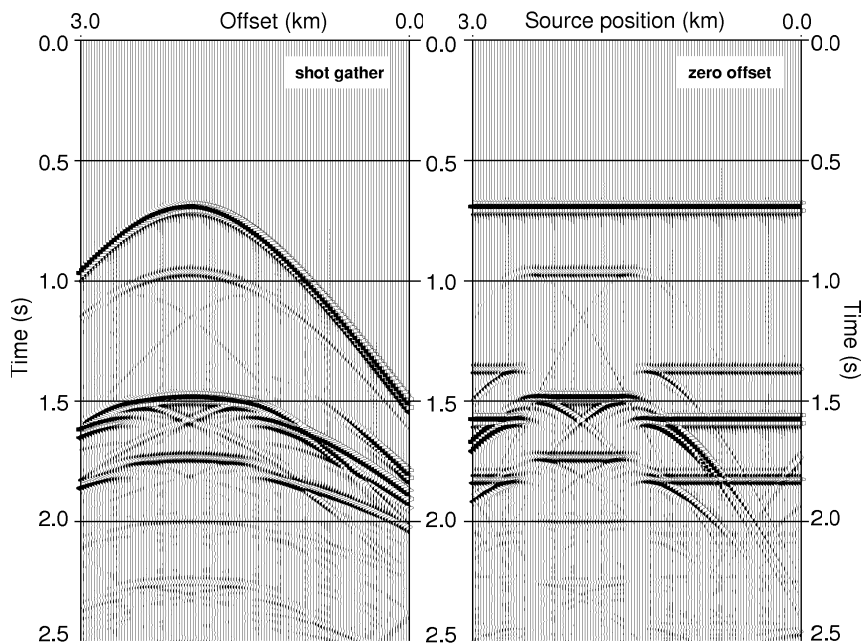 3.0 Offset (km) 0.0
3.0 Source position (km) 0.0
shot gather
zero offset
0.0 0.0 0.0
0.5 0.5 0.5
1.0 1.0 1.0
1.5 1.5 1.5
2.0 2.0 2.0
2.5 2.5 2.5
Time (s)
Time (s)